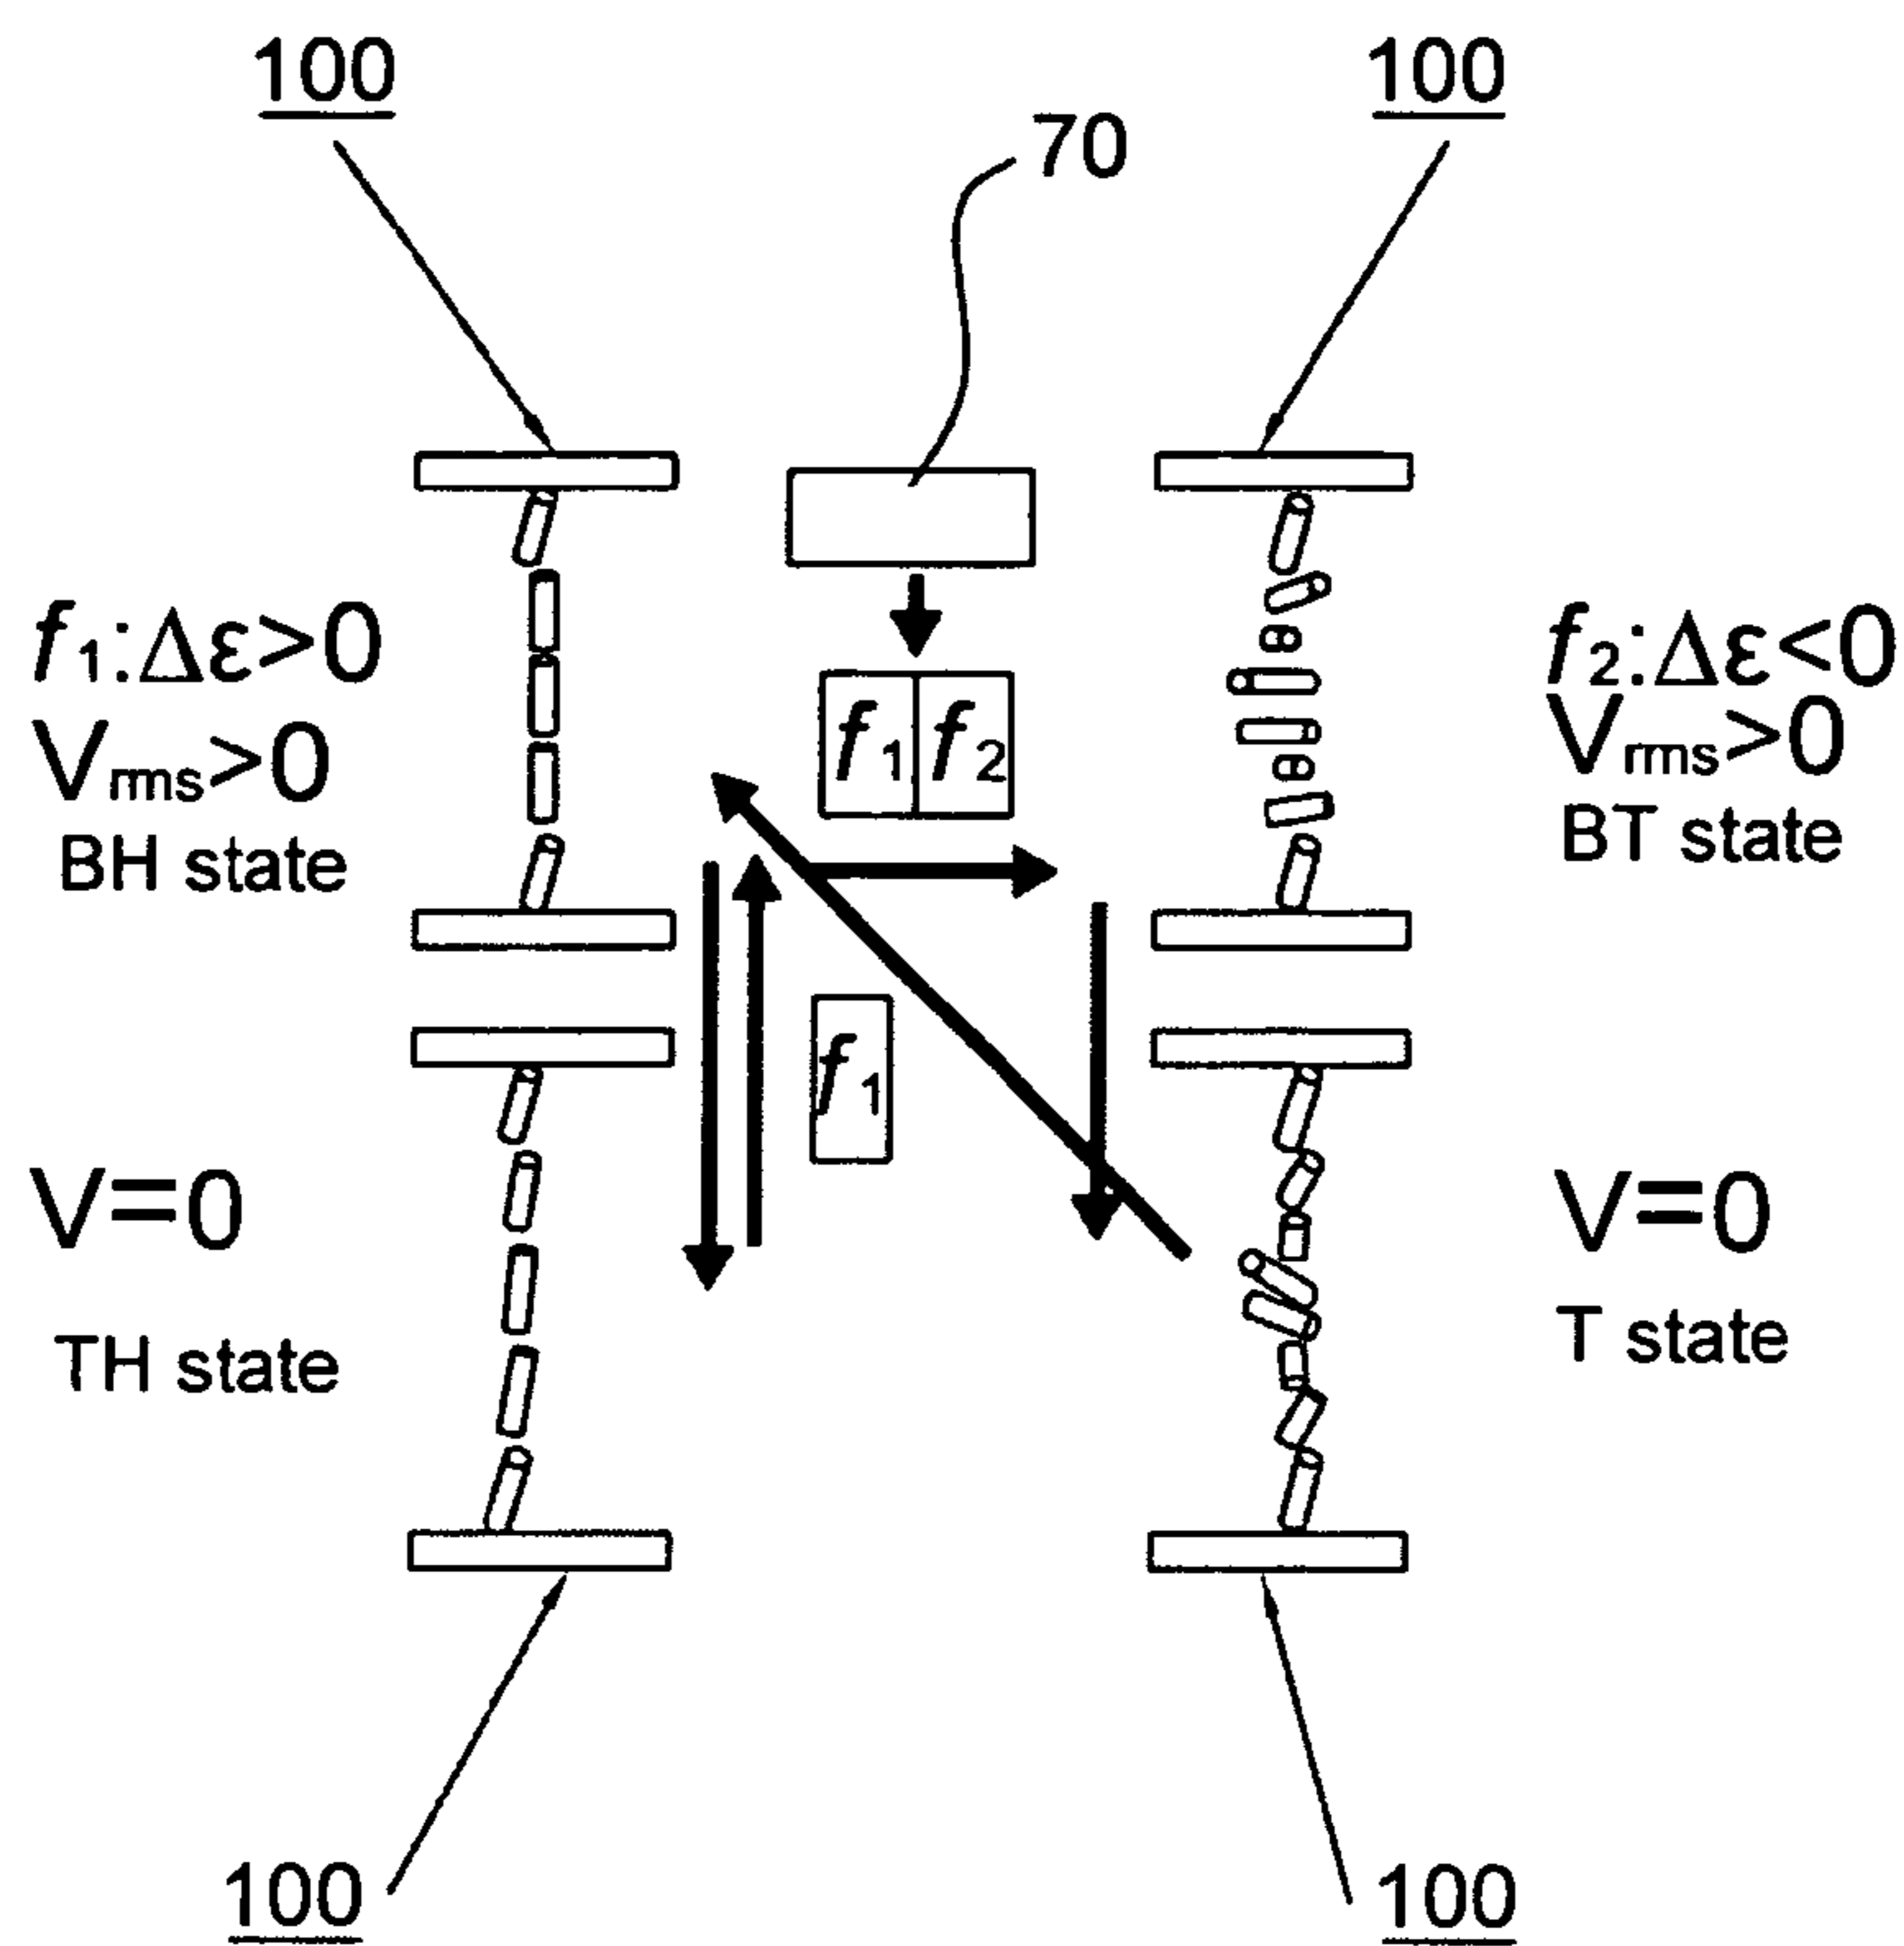 100
100
70
f1:Δε>0
Vrms>0
BH state
f1 f2
f2:Δε<0
Vrms>0
BT state
f1
V=0
TH state
V=0
T state
100
100